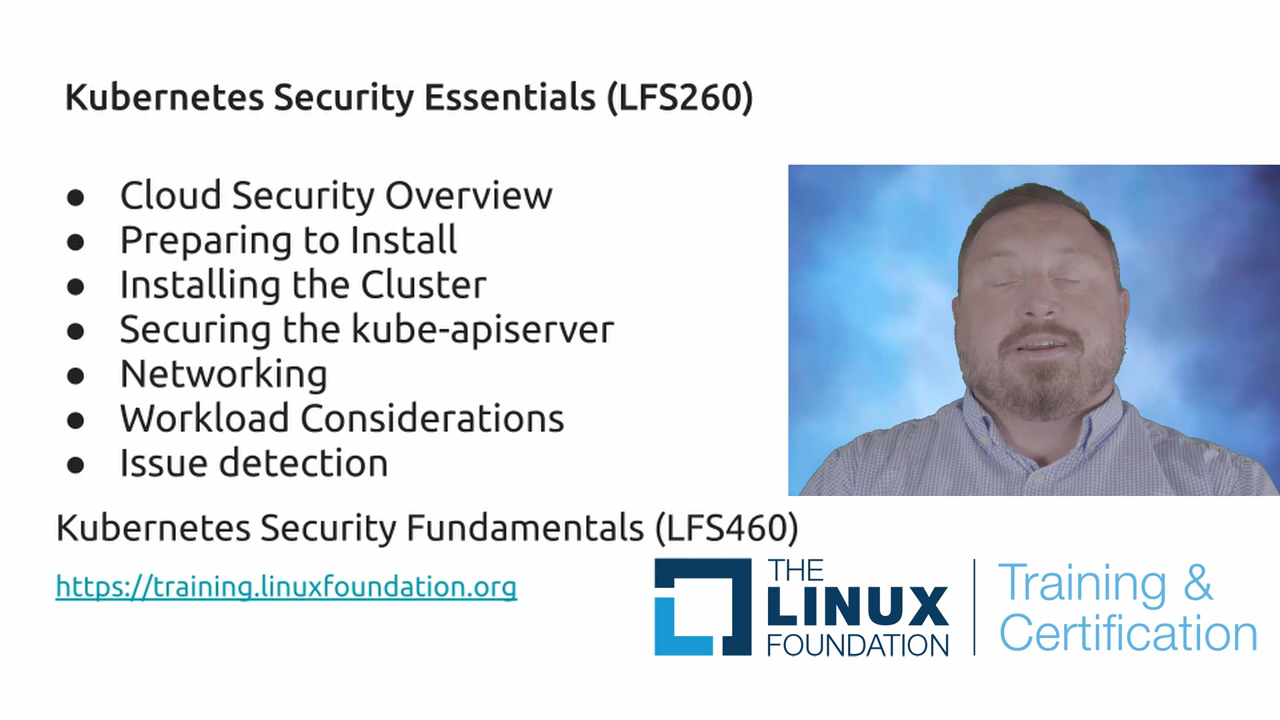 Kubernetes Security Essentials (LFS260)
● Cloud Security Overview
● Preparing to Install
● Installing the Cluster
● Securing the kube-apiserver
● Networking
● Workload Considerations
● Issue detection
Kubernetes Security Fundamentals (LFS460)
https://training.linuxfoundation.org
THE
LINUX
FOUNDATION
Training &
Certification